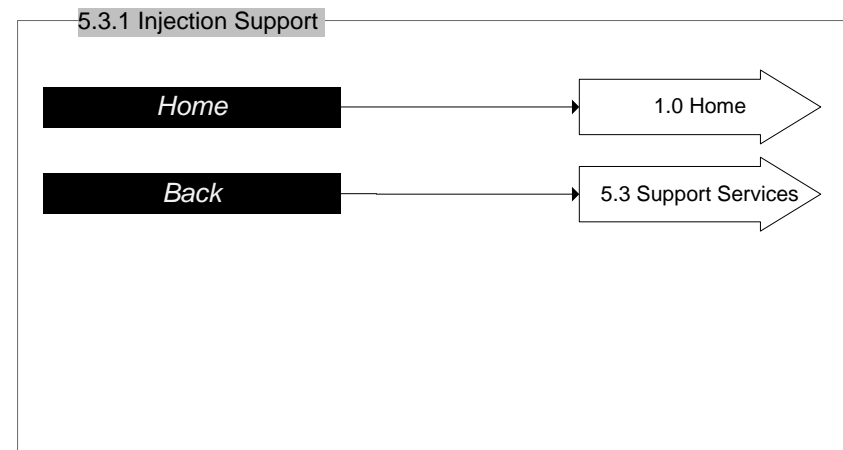 5.3.1 Injection Support
Home
1.0 Home
Back
5.3 Support Services